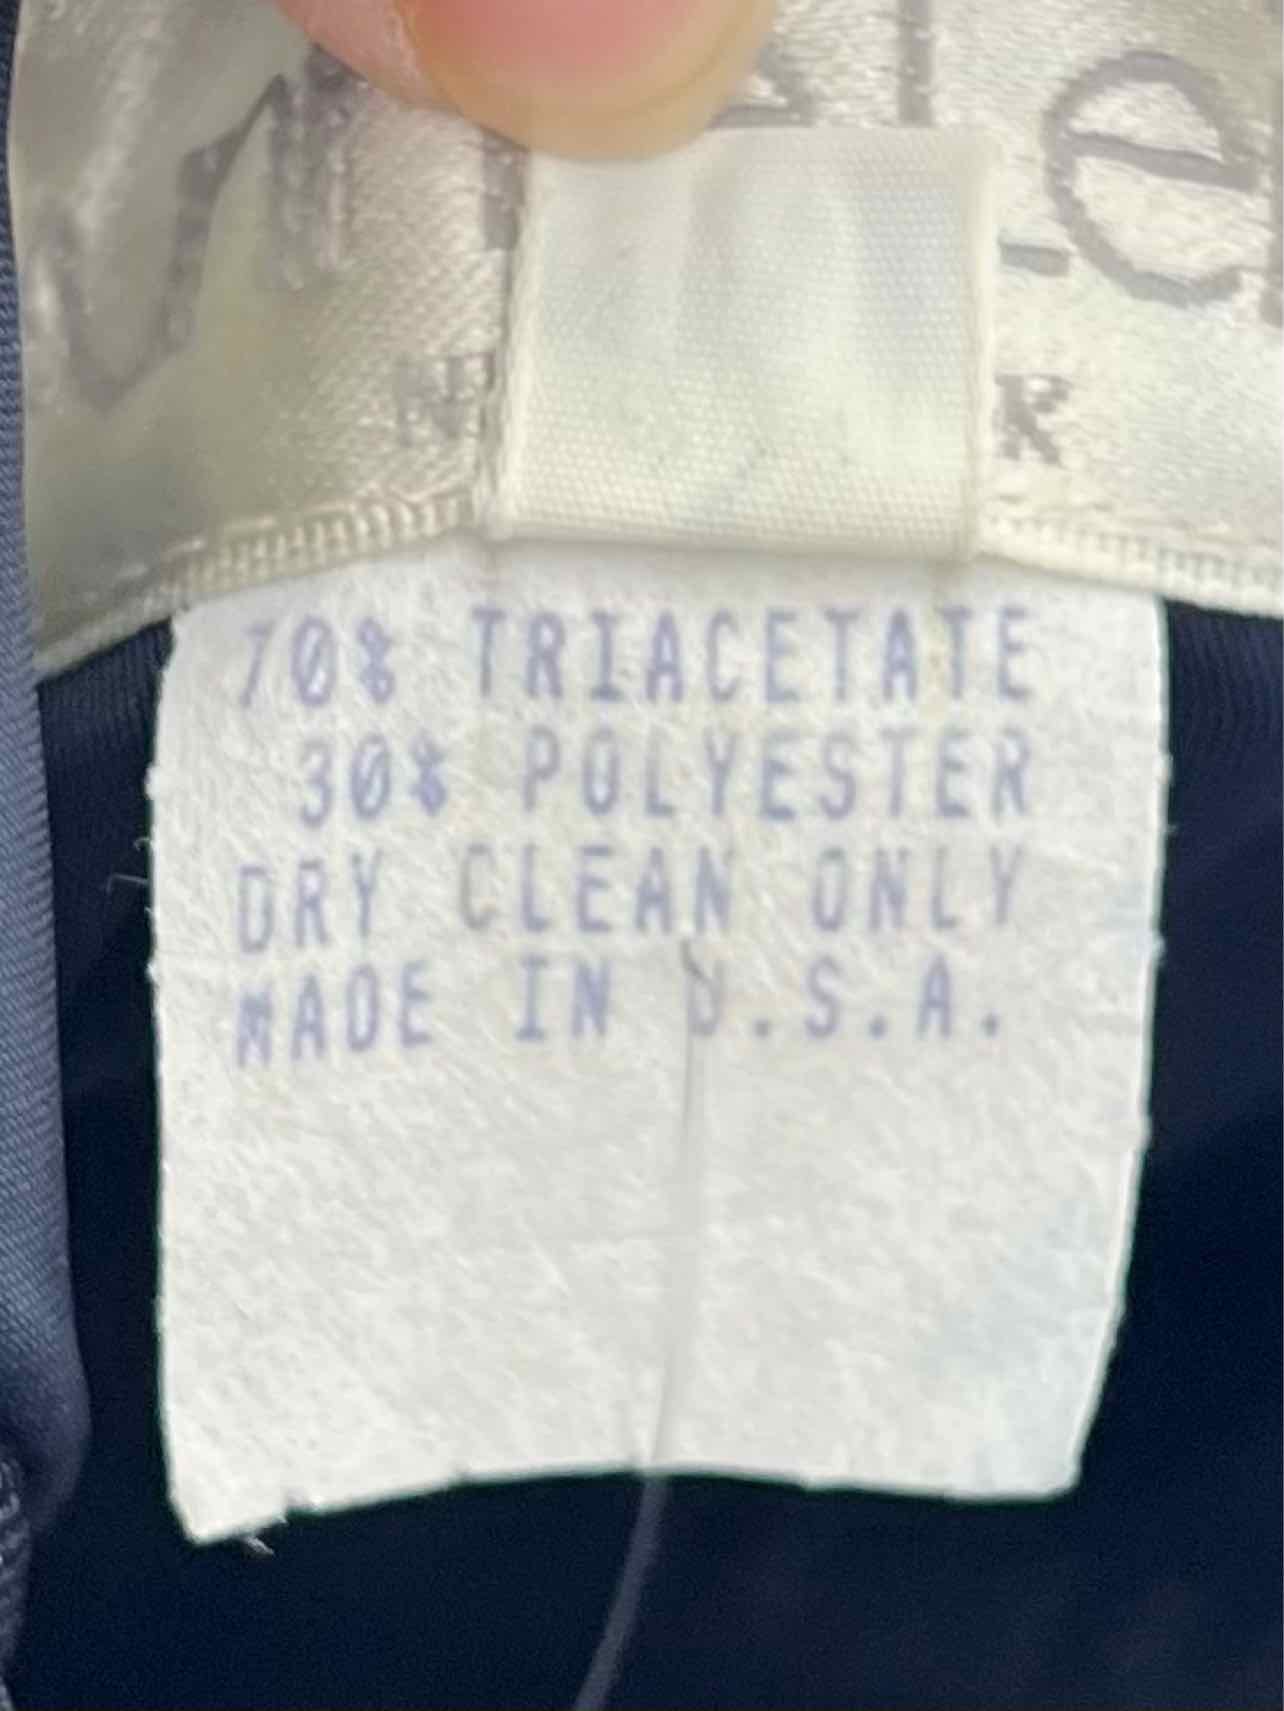 70% TRIACETATE
30% POLYESTER
DRY CLEAN ONLY
MADE IN U.S.A.